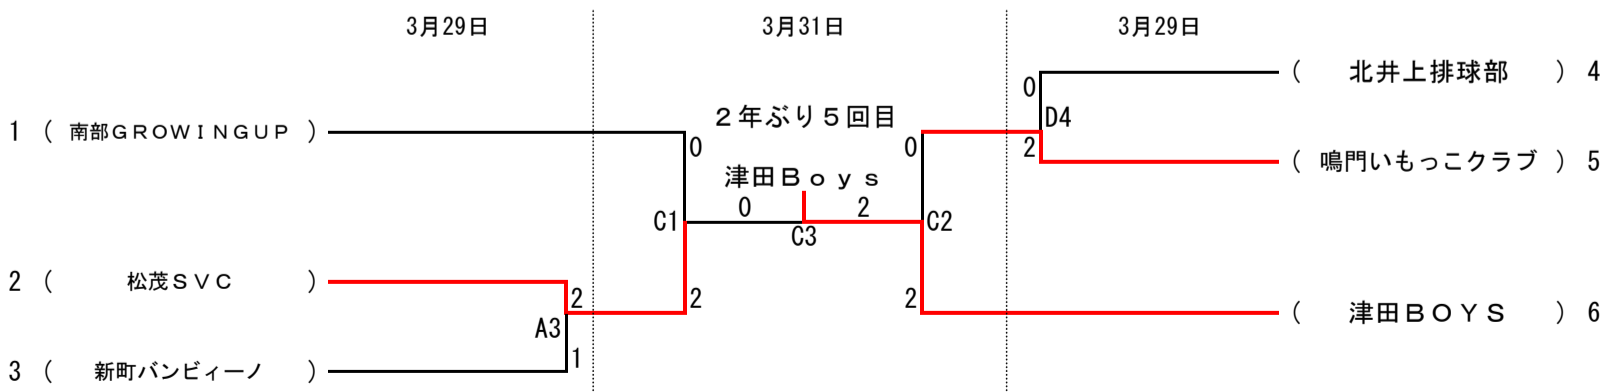 3月29日
3月31日
3月29日
( 北井上排球部 ) 4
0
D4
2年ぶり5回目
1 ( 南部GROWINGUP )
0
0
2
( 鳴門いもっこクラブ ) 5
津田Boys
0
2
C1
C3
C2
2 ( 松茂SVC )
2
2
2
( 津田BOYS ) 6
A3
1
3 ( 新町バンビィーノ )